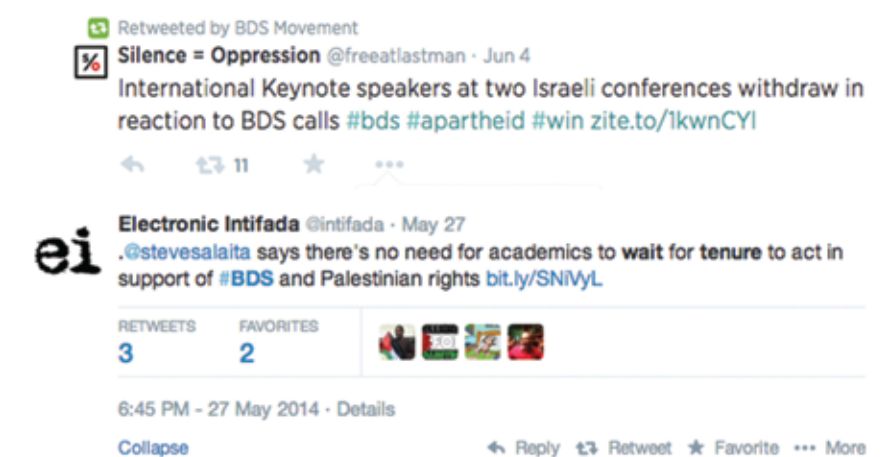 Retweeted by BDS Movement
Silence = Oppression @freeatlastman · Jun 4
International Keynote speakers at two Israeli conferences withdraw in
reaction to BDS calls #bds #apartheid #win zite.to/1kwnCYl
11
ei
Electronic Intifada @intifada · May 27
.@stevesalaita says there's no need for academics to wait for tenure to act in
support of #BDS and Palestinian rights bit.ly/SNiVyL
RETWEETS FAVORITES
3 2
6:45 PM - 27 May 2014 · Details
Collapse Reply Retweet Favorite More